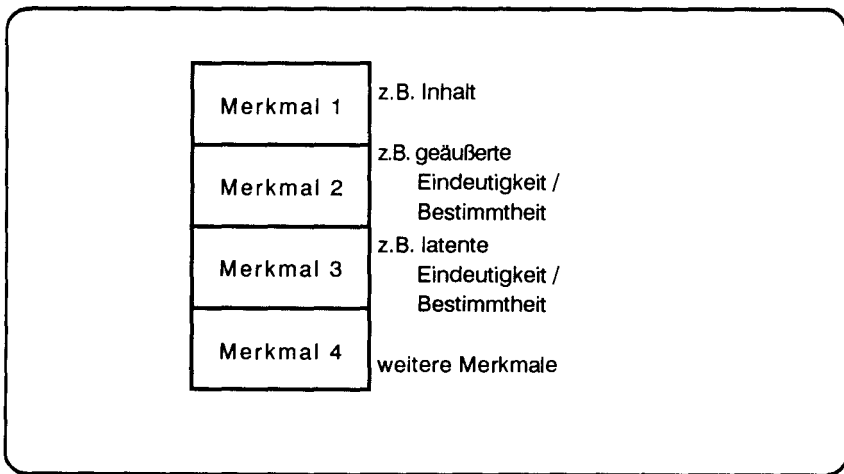 Merkmal 1
z.B. Inhalt
Merkmal 2
z.B. geäußerte
Eindeutigkeit /
Bestimmtheit
Merkmal 3
z.B. latente
Eindeutigkeit /
Bestimmtheit
Merkmal 4
weitere Merkmale